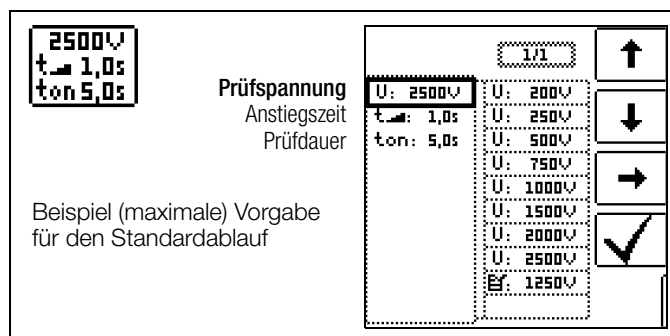 2500V
t 1,0s
ton 5,0s
Prüfspannung
Anstiegszeit
Prüfdauer
Beispiel (maximale) Vorgabe
für den Standardablauf
1/1
U: 2500V
t: 1,0s
ton: 5,0s
U: 200V
U: 250V
U: 500V
U: 750V
U: 1000V
U: 1500V
U: 2000V
U: 2500V
: 1250V